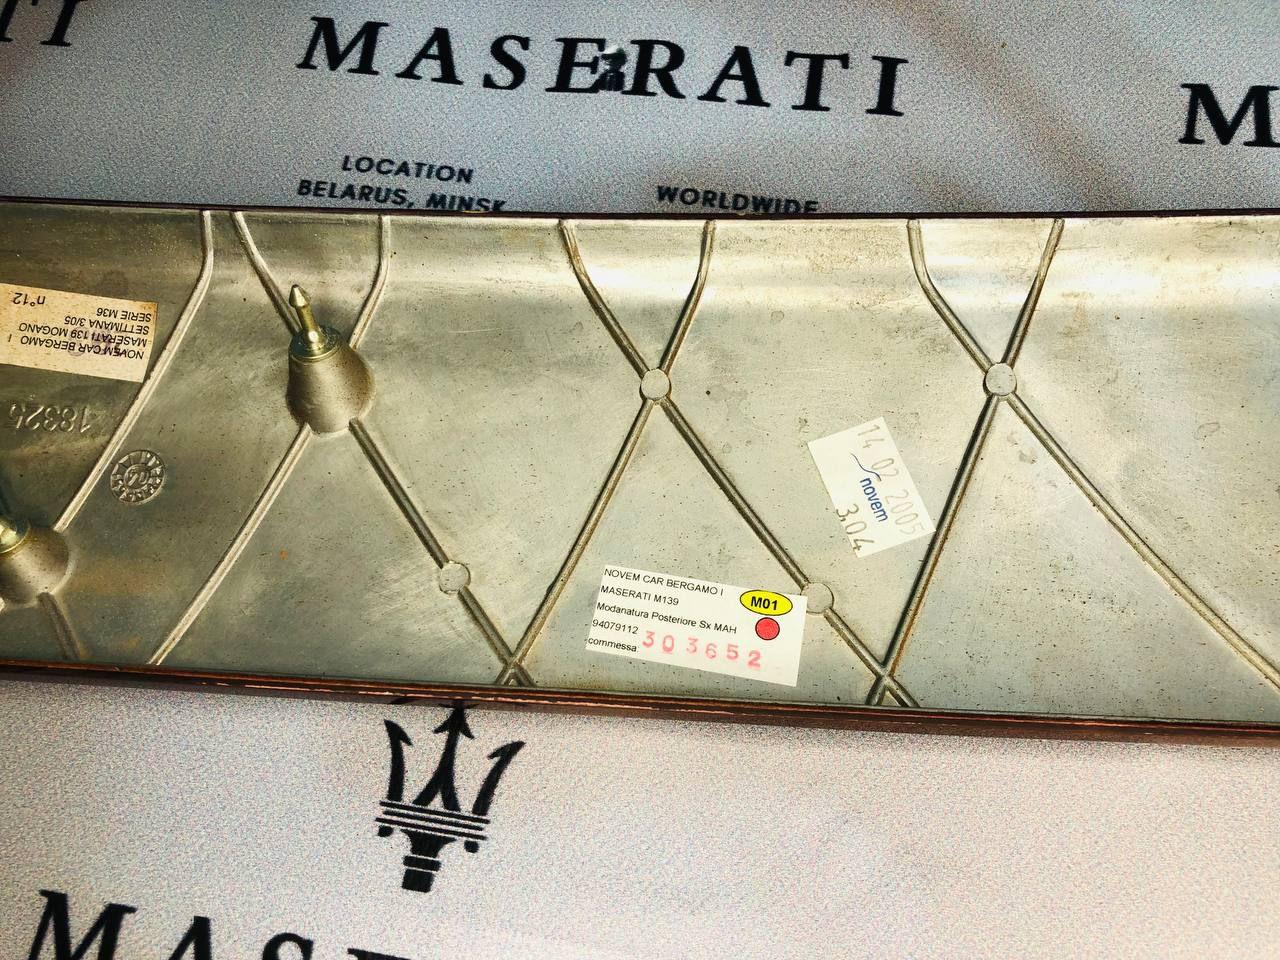 MASERATI
LOCATION
BELARUS, MINSK
WORLDWIDE
NOVEM CAR BERGAMO I
MASERATI 139 MOGANO
SETTIMANA 3/05
SERIE M36
n°12
18325
14 02 2005
novem
3.04
NOVEM CAR BERGAMO I
MASERATI M139
Modanatura Posteriore Sx MAH
94079112
commessa: 303652
M01
MAS